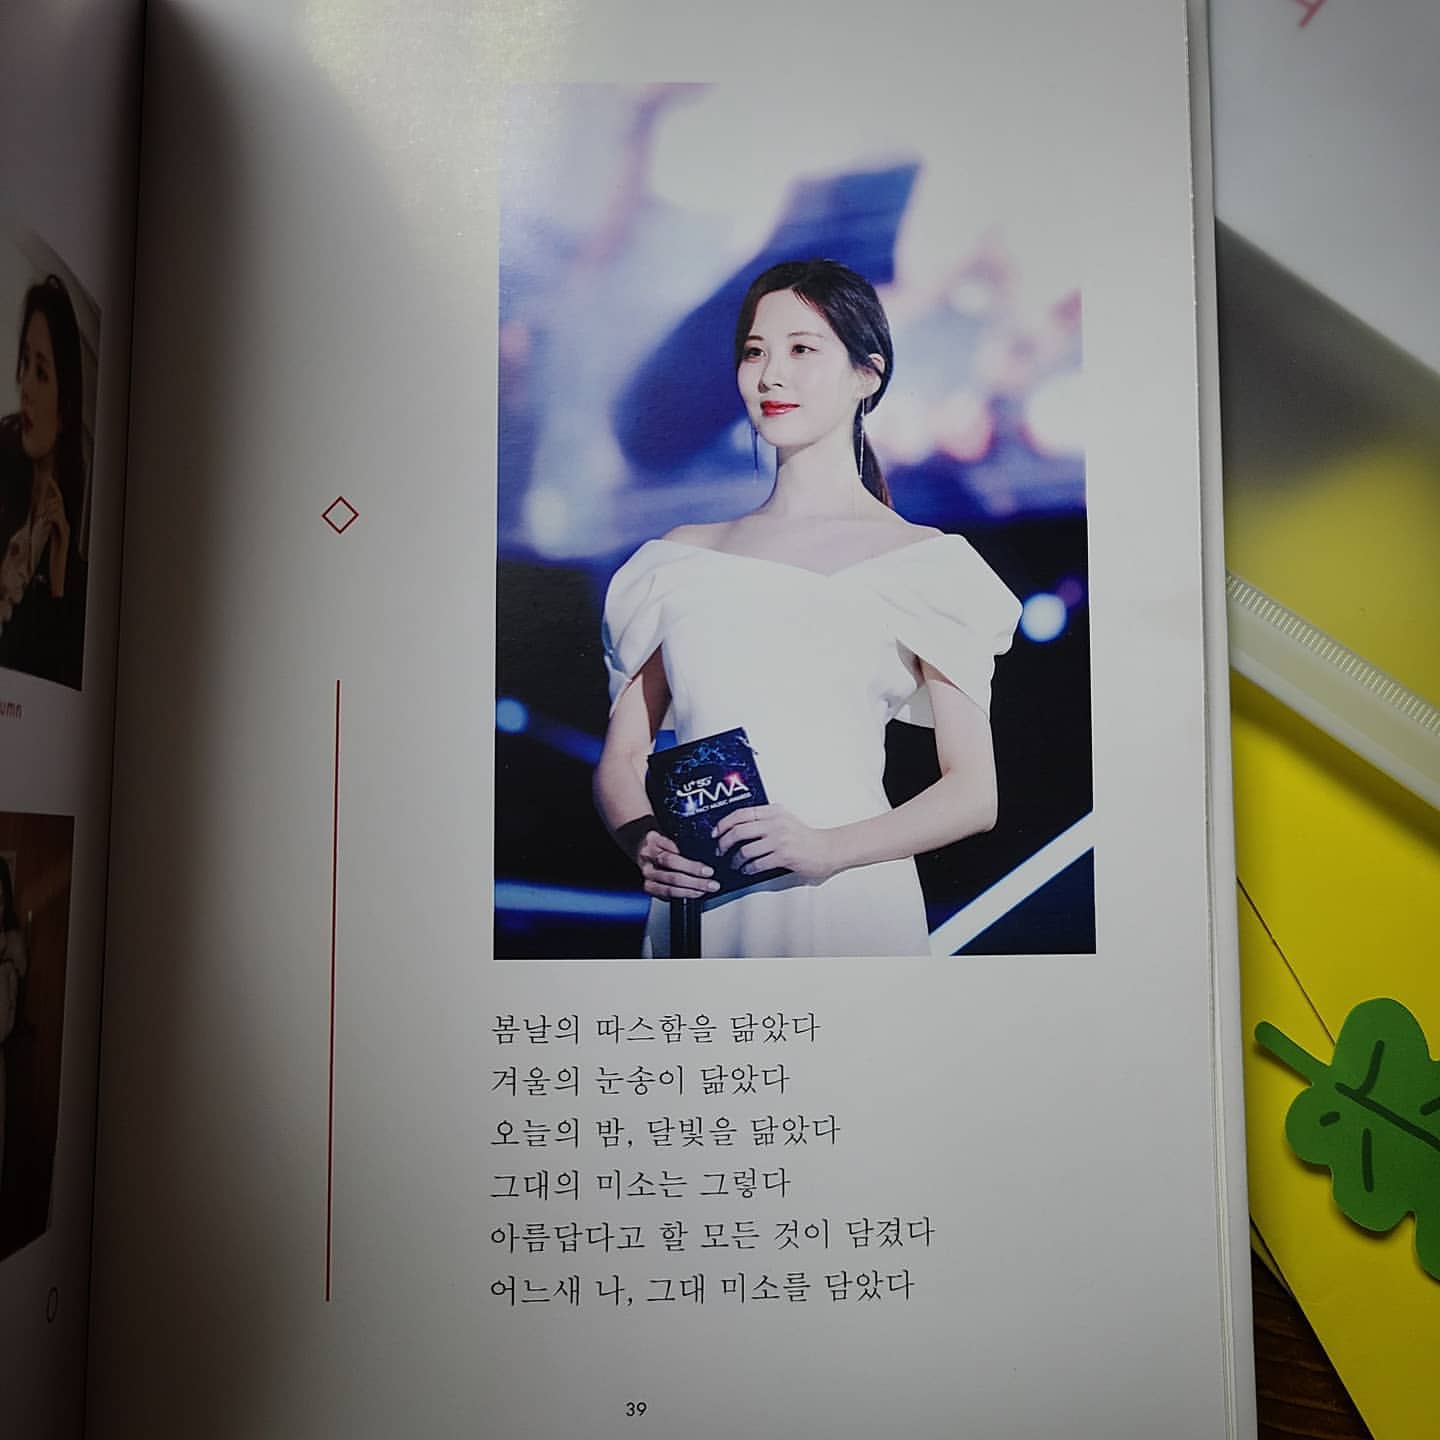 umn
U+5G
TMA
FACT MUSIC AWARDS
봄날의 따스함을 닮았다
겨울의 눈송이 닮았다
오늘의 밤, 달빛을 닮았다
그대의 미소는 그렇다
아름답다고 할 모든 것이 담겼다
어느새 나, 그대 미소를 담았다
39